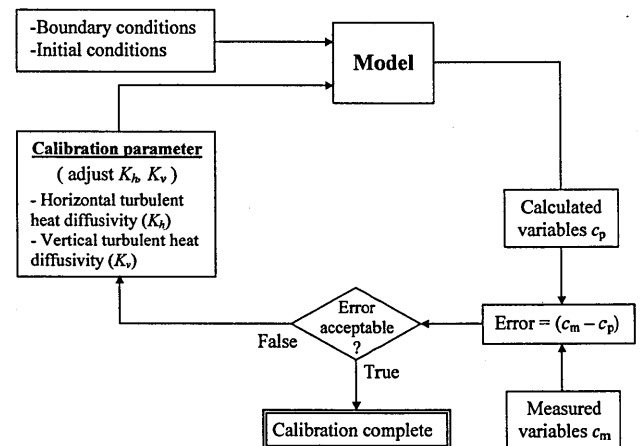 -Boundary conditions
-Initial conditions
Model
Calibration parameter
( adjust Kh, Kv )
- Horizontal turbulent
heat diffusivity (Kh)
- Vertical turbulent heat
diffusivity (Kv)
Calculated
variables cp
Error
acceptable
?
False
True
Error = (cm – cp)
Calibration complete
Measured
variables cm